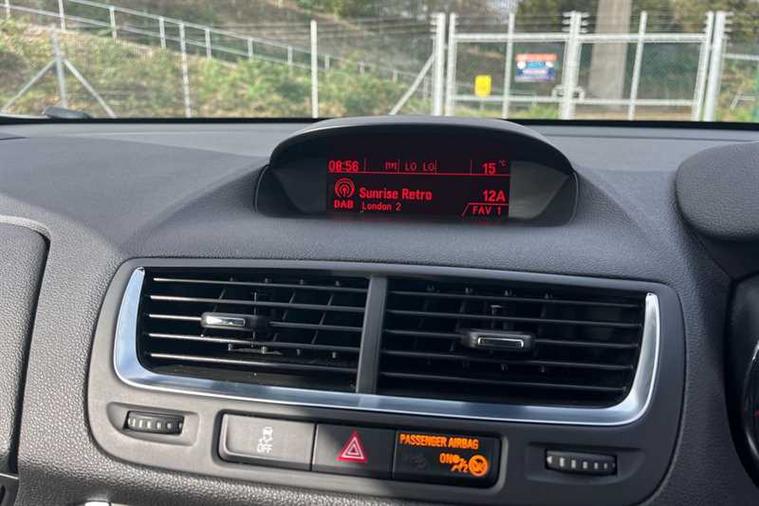 08:56 LO LO 15 °C
Sunrise Retro 12A
DAB London 2 FAV 1
OFF
PASSENGER AIRBAG
ON